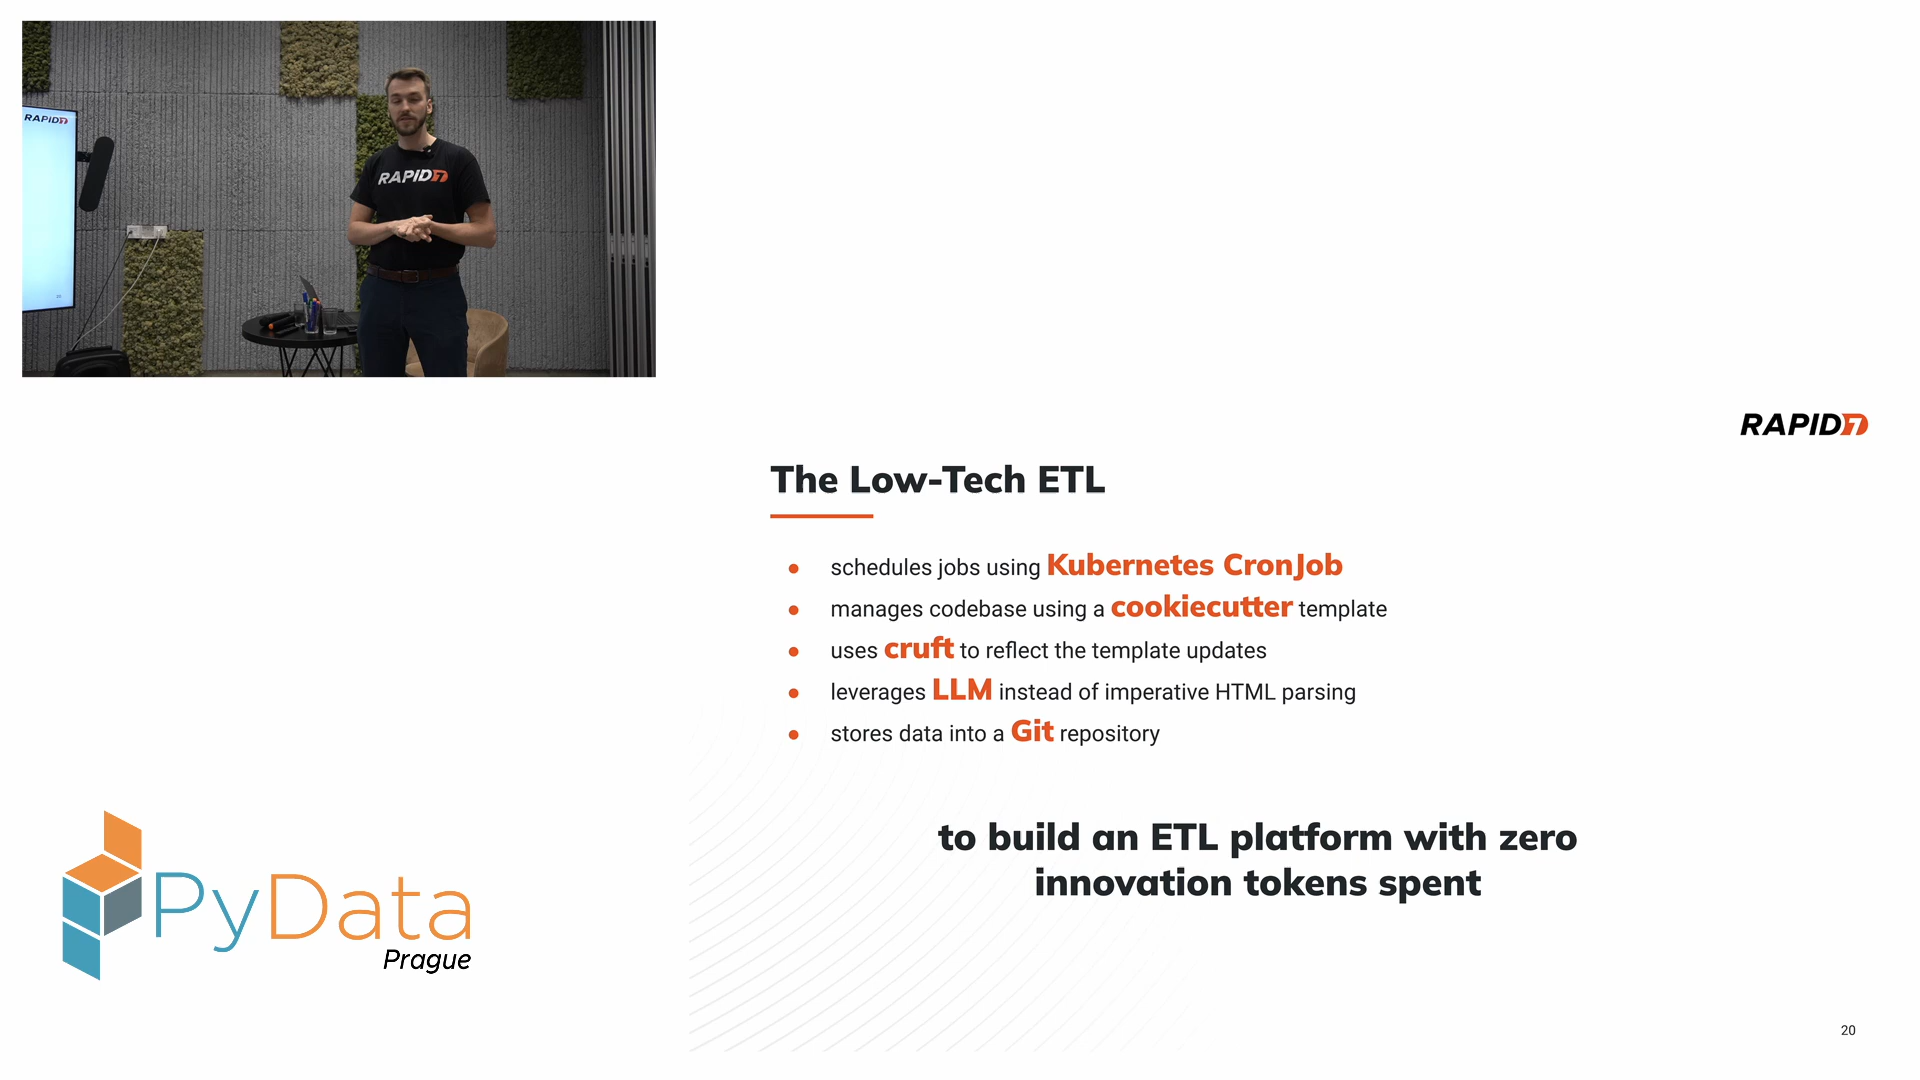 RAPID7
RAPID7
RAPID7
The Low-Tech ETL
schedules jobs using Kubernetes CronJob
manages codebase using a cookiecutter template
uses cruft to reflect the template updates
leverages LLM instead of imperative HTML parsing
stores data into a Git repository
to build an ETL platform with zero
innovation tokens spent
PyData
Prague
20